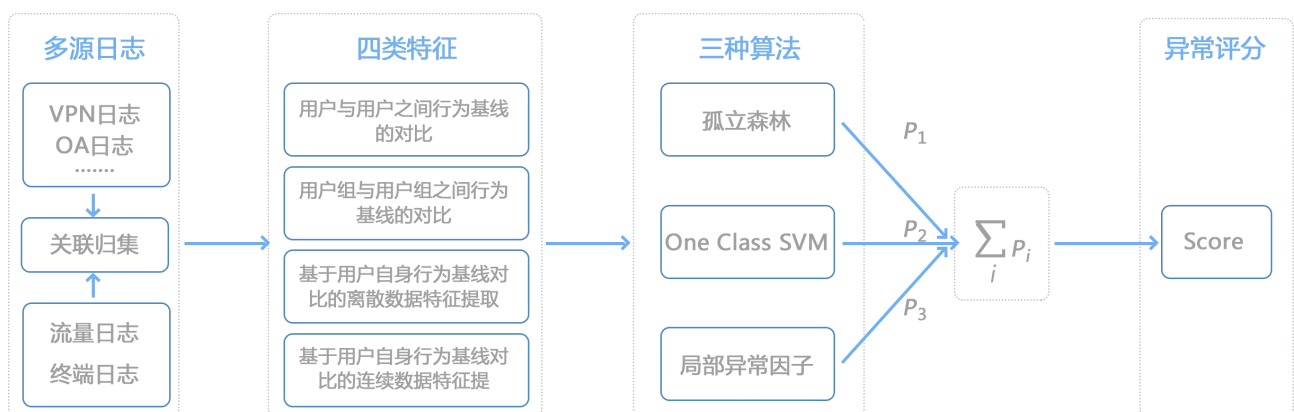 多源日志
VPN日志
OA日志
.......
关联归集
流量日志
终端日志
四类特征
用户与用户之间行为基线
的对比
用户组与用户组之间行为
基线的对比
基于用户自身行为基线对
比的离散数据特征提取
基于用户自身行为基线对
比的连续数据特征提
三种算法
孤立森林
One Class SVM
局部异常因子
P₁
P₂
P₃
∑ Pᵢ
i
异常评分
Score